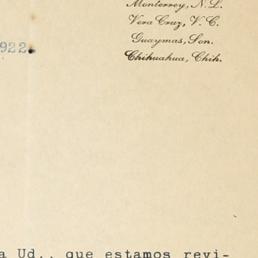 Monterrey, N. L.
Vera Cruz, V. C.
Guaymas, Son.
922.
Chihuahua, Chih.
a Ud., que estamos revi-